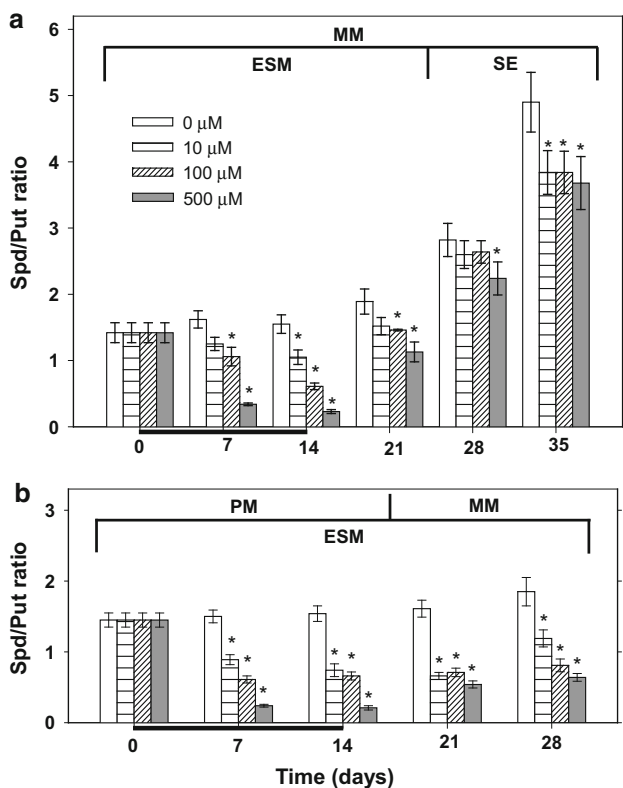 a
MM
ESM SE
0 μM
10 μM
100 μM
500 μM
Spd/Put ratio
6
5
4
3
2
1
0
* * * * * * * * * * * *
0 7 14 21 28 35
b
PM MM
ESM
Spd/Put ratio
3
2
1
0
* * * * * * * * * * * *
0 7 14 21 28
Time (days)